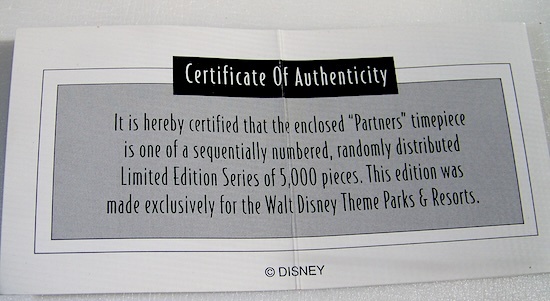 Certificate Of Authenticity
It is hereby certified that the enclosed "Partners" timepiece
is one of a sequentially numbered, randomly distributed
Limited Edition Series of 5,000 pieces. This edition was
made exclusively for the Walt Disney Theme Parks & Resorts.
© DISNEY